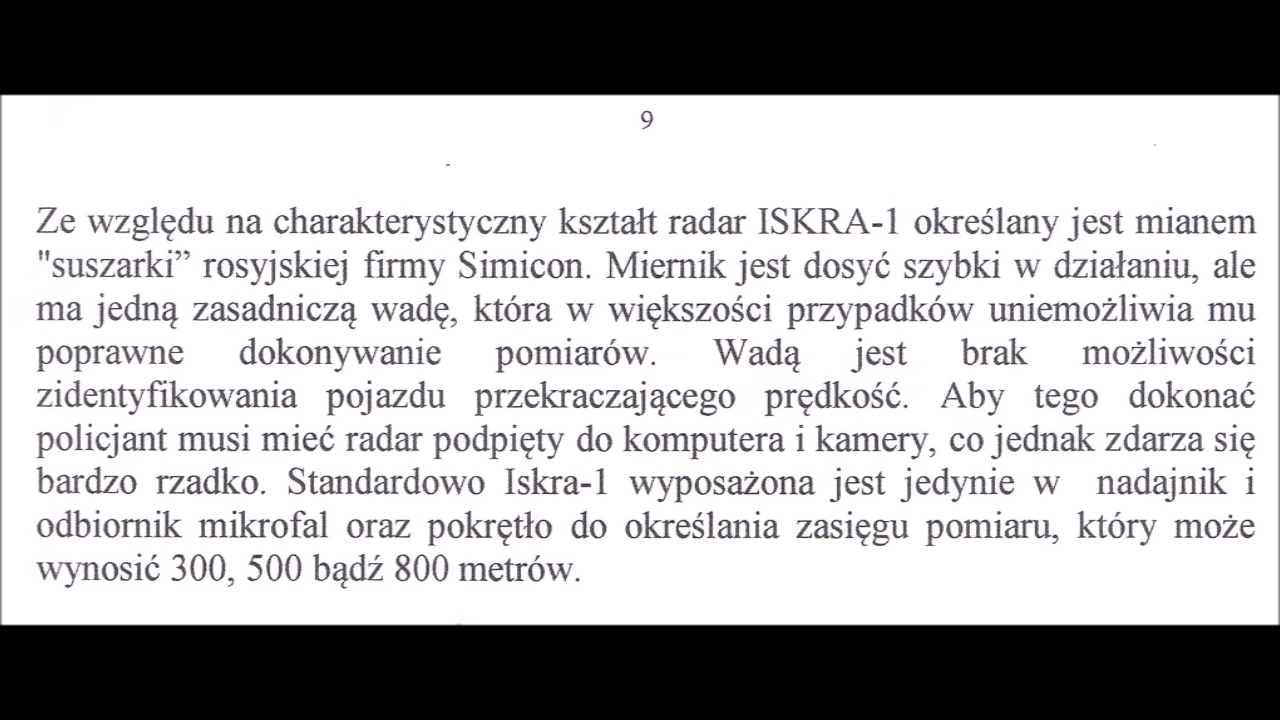 9
Ze względu na charakterystyczny kształt radar ISKRA-1 określany jest mianem
"suszarki” rosyjskiej firmy Simicon. Miernik jest dosyć szybki w działaniu, ale
ma jedną zasadniczą wadę, która w większości przypadków uniemożliwia mu
poprawne dokonywanie pomiarów. Wadą jest brak możliwości
zidentyfikowania pojazdu przekraczającego prędkość. Aby tego dokonać
policjant musi mieć radar podpięty do komputera i kamery, co jednak zdarza się
bardzo rzadko. Standardowo Iskra-1 wyposażona jest jedynie w nadajnik i
odbiornik mikrofal oraz pokrętło do określania zasięgu pomiaru, który może
wynosić 300, 500 bądź 800 metrów.